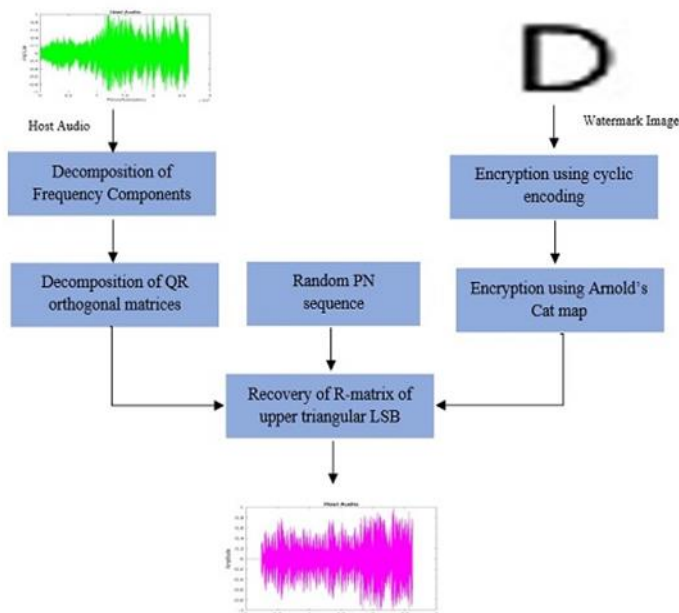 Host Audio
D
Host Audio
Watermark Image
Decomposition of
Frequency Components
Encryption using cyclic
encoding
Decomposition of QR
orthogonal matrices
Random PN
sequence
Encryption using Arnold's
Cat map
Recovery of R-matrix of
upper triangular LSB
Host Audio